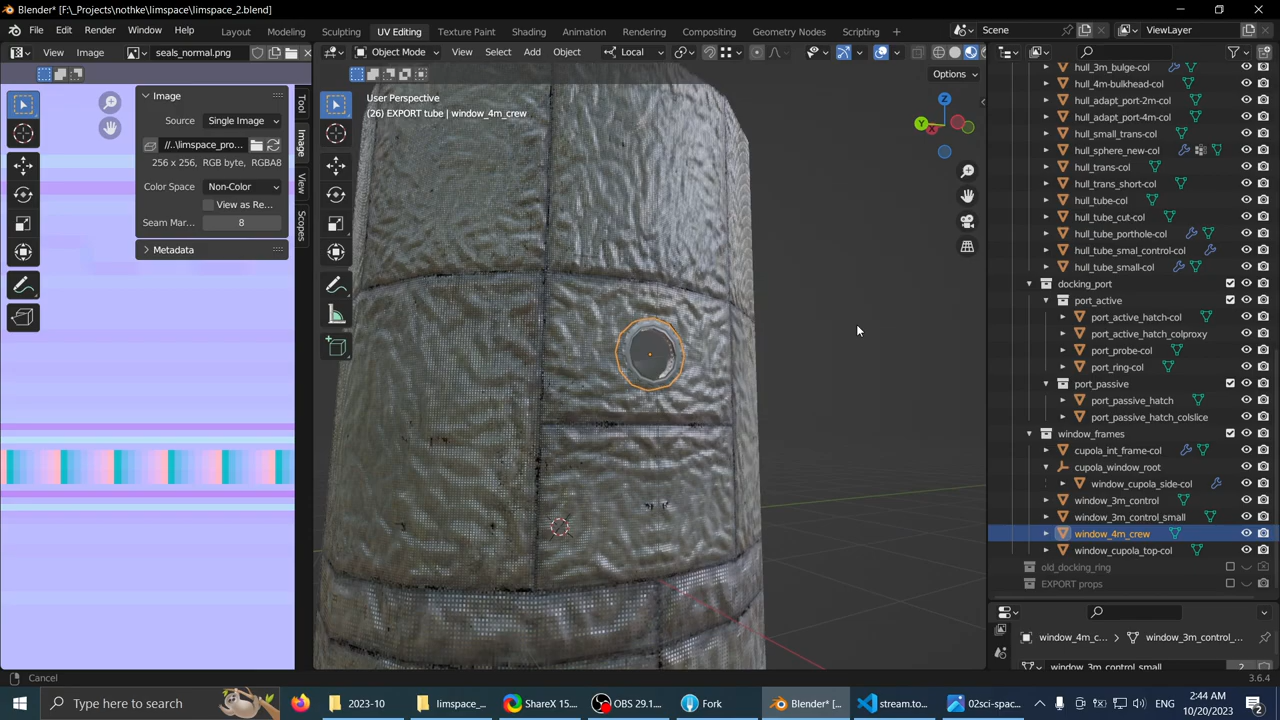 Blender* [F:\_Projects\nothke\limspace\limspace_2.blend]
File Edit Render Window Help Layout Modeling Sculpting UV Editing Texture Paint Shading Animation Rendering Compositing Geometry Nodes Scripting + Scene ViewLayer
View Image seals_normal.png Object Mode View Select Add Object Local
Options
Image
Source Single Image
//..\limspace_pro...
256 x 256, RGB byte, RGBA8
Color Space Non-Color
View as Re...
Seam Mar... 8
Metadata
Tool
Image
View
Scopes
User Perspective
(26) EXPORT tube | window_4m_crew
Z
Y
X
hull_3m_bulge-col
hull_4m-bulkhead-col
hull_adapt_port-2m-col
hull_adapt_port-4m-col
hull_small_trans-col
hull_sphere_new-col
hull_trans-col
hull_trans_short-col
hull_tube-col
hull_tube_cut-col
hull_tube_porthole-col
hull_tube_smal_control-col
hull_tube_small-col
docking_port
port_active
port_active_hatch-col
port_active_hatch_colproxy
port_probe-col
port_ring-col
port_passive
port_passive_hatch
port_passive_hatch_colslice
window_frames
cupola_int_frame-col
cupola_window_root
window_cupola_side-col
window_3m_control
window_3m_control_small
window_4m_crew
window_cupola_top-col
old_docking_ring
EXPORT props
window_4m_c... window_3m_control_...
window_3m_control_small 2
Cancel 3.6.4
Type here to search 2023-10 limspace_... ShareX 15.... OBS 29.1.... Fork Blender* [... stream.to... 02sci-spac... ENG 2:44 AM
10/20/2023 2